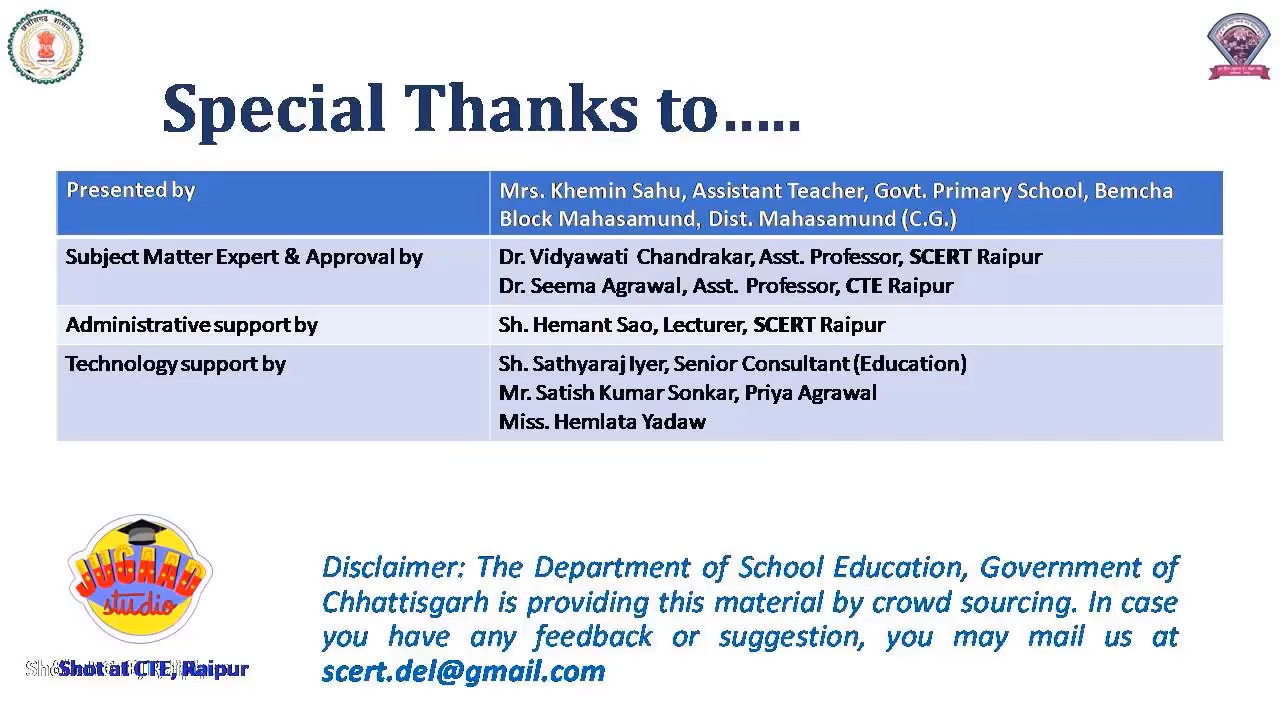 छत्तीसगढ़ शासन
Special Thanks to.....
Presented by
Mrs. Khemin Sahu, Assistant Teacher, Govt. Primary School, Bemcha
Block Mahasamund, Dist. Mahasamund (C.G.)
Subject Matter Expert & Approval by
Dr. Vidyawati Chandrakar, Asst. Professor, SCERT Raipur
Dr. Seema Agrawal, Asst. Professor, CTE Raipur
Administrative support by
Sh. Hemant Sao, Lecturer, SCERT Raipur
Technology support by
Sh. Sathyaraj Iyer, Senior Consultant (Education)
Mr. Satish Kumar Sonkar, Priya Agrawal
Miss. Hemlata Yadaw
JUGAAD
studio
Shot at CTE, Raipur
Disclaimer: The Department of School Education, Government of
Chhattisgarh is providing this material by crowd sourcing. In case
you have any feedback or suggestion, you may mail us at
scert.del@gmail.com